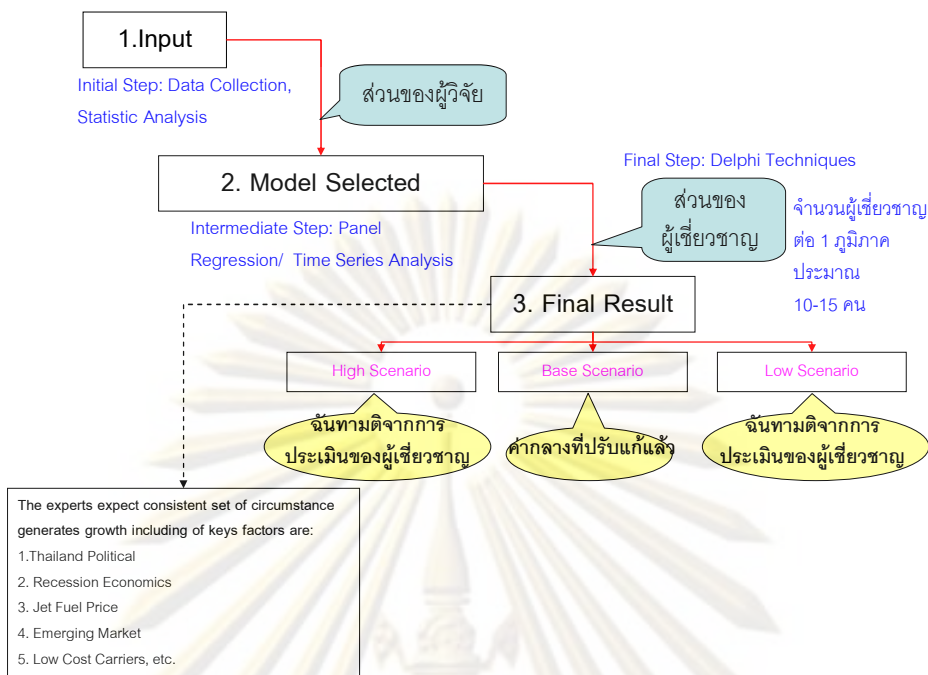 1.Input
Initial Step: Data Collection,
Statistic Analysis
ส่วนของผู้วิจัย
2. Model Selected
Intermediate Step: Panel
Regression/ Time Series Analysis
Final Step: Delphi Techniques
ส่วนของ
ผู้เชี่ยวชาญ
จำนวนผู้เชี่ยวชาญ
ต่อ 1 ภูมิภาค
ประมาณ
10-15 คน
3. Final Result
High Scenario
Base Scenario
Low Scenario
ฉันทามติจากการ
ประเมินของผู้เชี่ยวชาญ
ค่ากลางที่ปรับแก้แล้ว
ฉันทามติจากการ
ประเมินของผู้เชี่ยวชาญ
The experts expect consistent set of circumstance
generates growth including of keys factors are:
1.Thailand Political
2. Recession Economics
3. Jet Fuel Price
4. Emerging Market
5. Low Cost Carriers, etc.